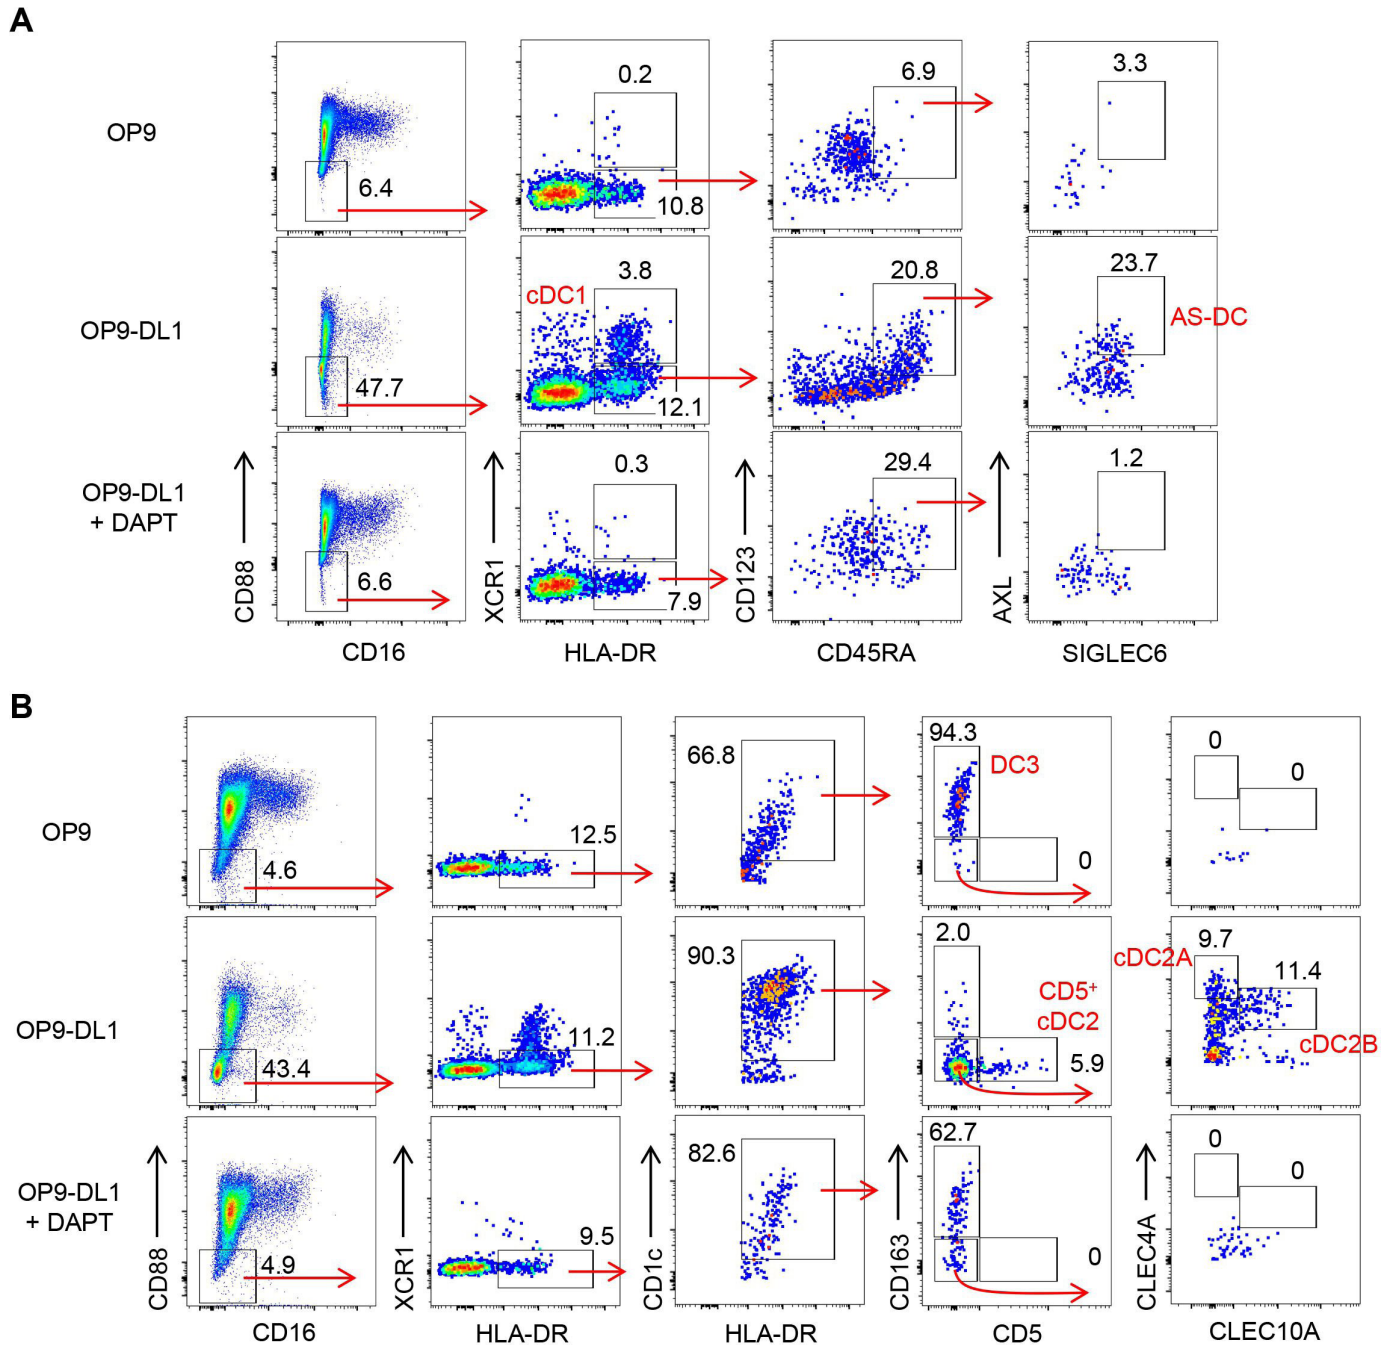 A
OP9
6.4
0.2
10.8
6.9
3.3
OP9-DL1
47.7
cDC1
3.8
12.1
20.8
23.7
AS-DC
OP9-DL1
+ DAPT
6.6
0.3
7.9
29.4
1.2
CD88
XCR1
CD123
AXL
CD16
HLA-DR
CD45RA
SIGLEC6
B
OP9
4.6
12.5
66.8
94.3
DC3
0
0
0
OP9-DL1
43.4
11.2
90.3
2.0
CD5⁺
cDC2
5.9
cDC2A
9.7
11.4
cDC2B
OP9-DL1
+ DAPT
4.9
9.5
82.6
62.7
0
0
0
CD88
XCR1
CD1c
CD163
CLEC4A
CD16
HLA-DR
HLA-DR
CD5
CLEC10A